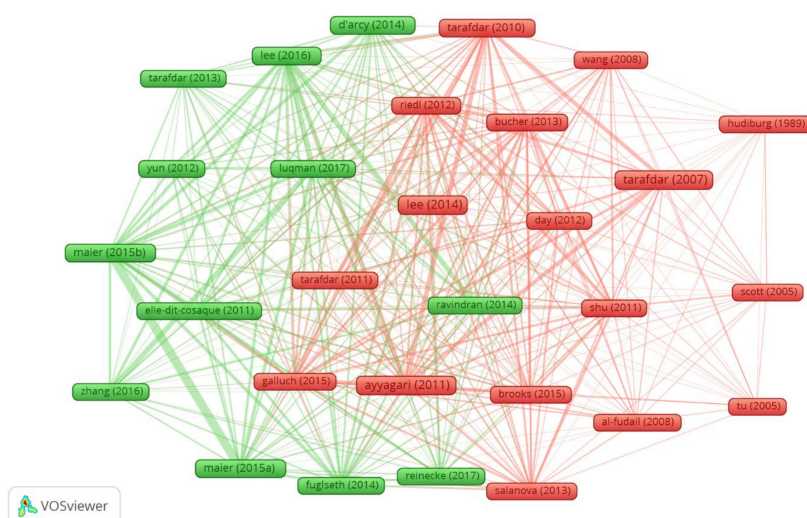 d'arcy (2014)
tarafdar (2010)
lee (2016)
wang (2008)
tarafdar (2013)
riedl (2012)
bucher (2013)
hudiburg (1989)
yun (2012)
luqman (2017)
tarafdar (2007)
lee (2014)
day (2012)
maier (2015b)
tarafdar (2011)
scott (2005)
elie-dit-cosaque (2011)
ravindran (2014)
shu (2011)
zhang (2016)
galluch (2015)
ayyagari (2011)
brooks (2015)
tu (2005)
al-fudail (2008)
maier (2015a)
fuglseth (2014)
reinecke (2017)
salanova (2013)
VOSviewer